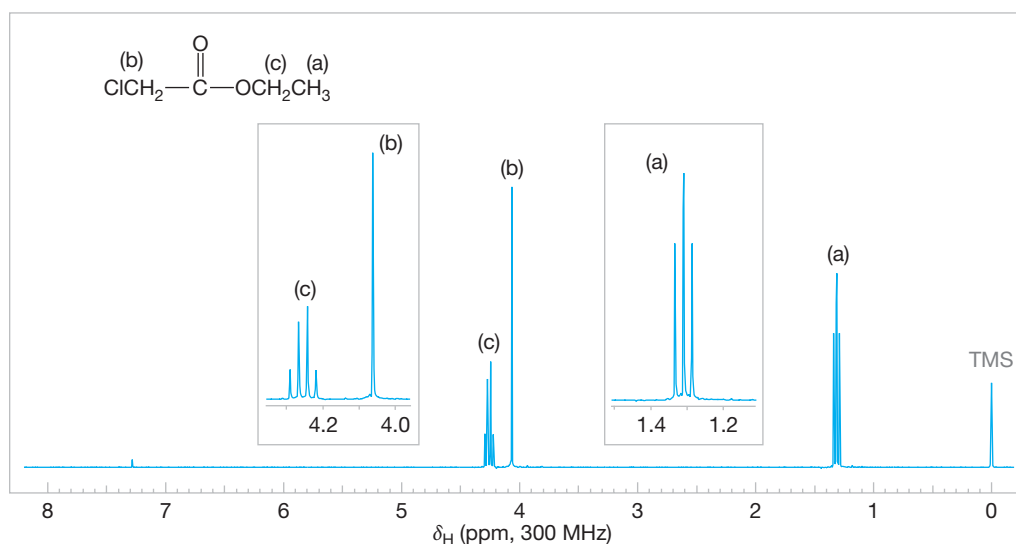 O
(b) (c) (a)
ClCH₂—C—OCH₂CH₃
(b)
(c)
4.2 4.0
(b)
(c)
(a)
1.4 1.2
(a)
TMS
8 7 6 5 4 3 2 1 0
δH (ppm, 300 MHz)